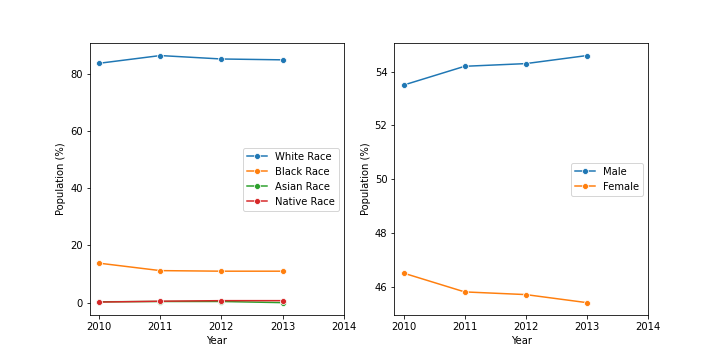 80
60
40
20
0
Population (%)
2010 2011 2012 2013 2014
Year
White Race
Black Race
Asian Race
Native Race
54
52
50
48
46
Population (%)
2010 2011 2012 2013 2014
Year
Male
Female